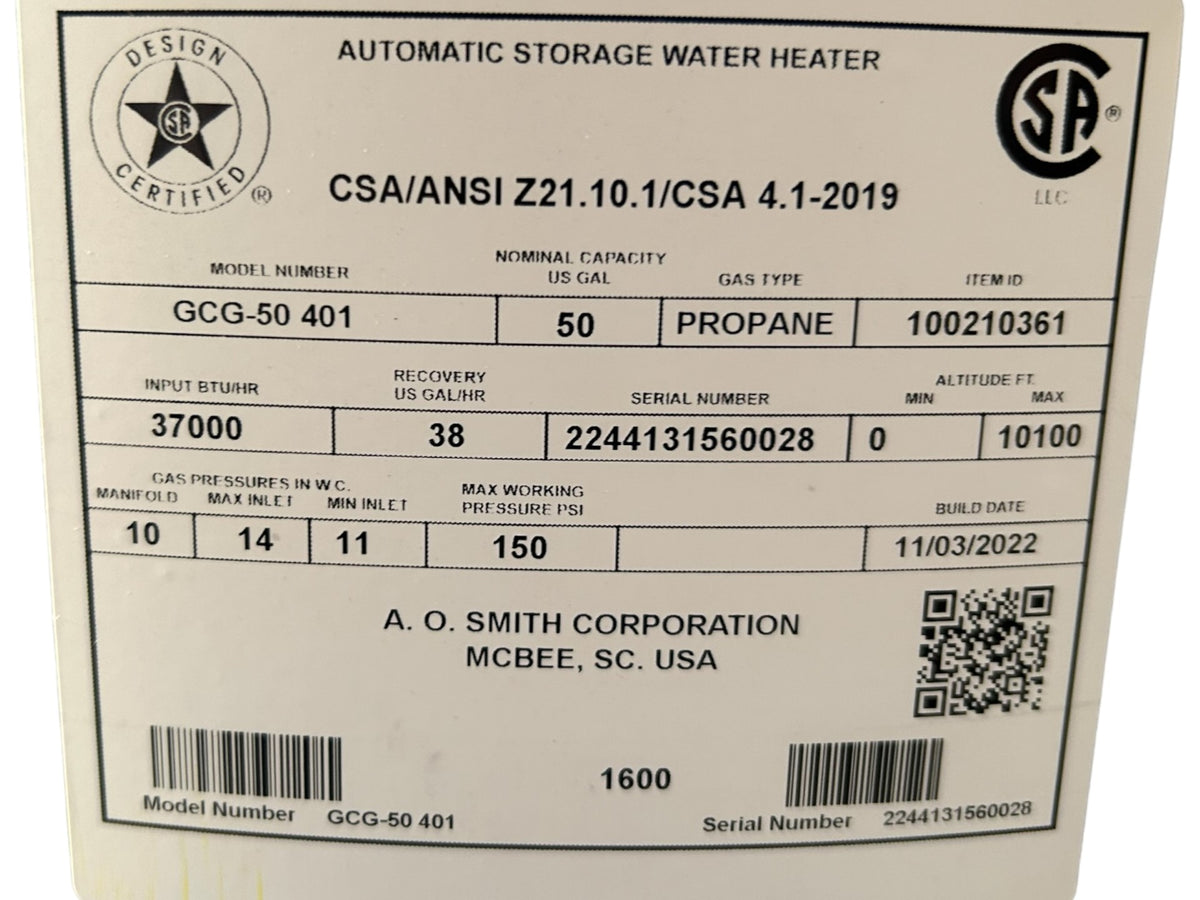 DESIGN
CSA
CERTIFIED ®
AUTOMATIC STORAGE WATER HEATER
CSA ®
LLC
CSA/ANSI Z21.10.1/CSA 4.1-2019
MODEL NUMBER
NOMINAL CAPACITY
US GAL
GAS TYPE
ITEM ID
GCG-50 401
50
PROPANE
100210361
INPUT BTU/HR
RECOVERY
US GAL/HR
SERIAL NUMBER
ALTITUDE FT.
MIN
MAX
37000
38
2244131560028
0
10100
GAS PRESSURES IN W C.
MANIFOLD
MAX INLET
MIN INLET
MAX WORKING
PRESSURE PSI
BUILD DATE
10
14
11
150
11/03/2022
A. O. SMITH CORPORATION
MCBEE, SC. USA
1600
Model Number GCG-50 401
Serial Number 2244131560028